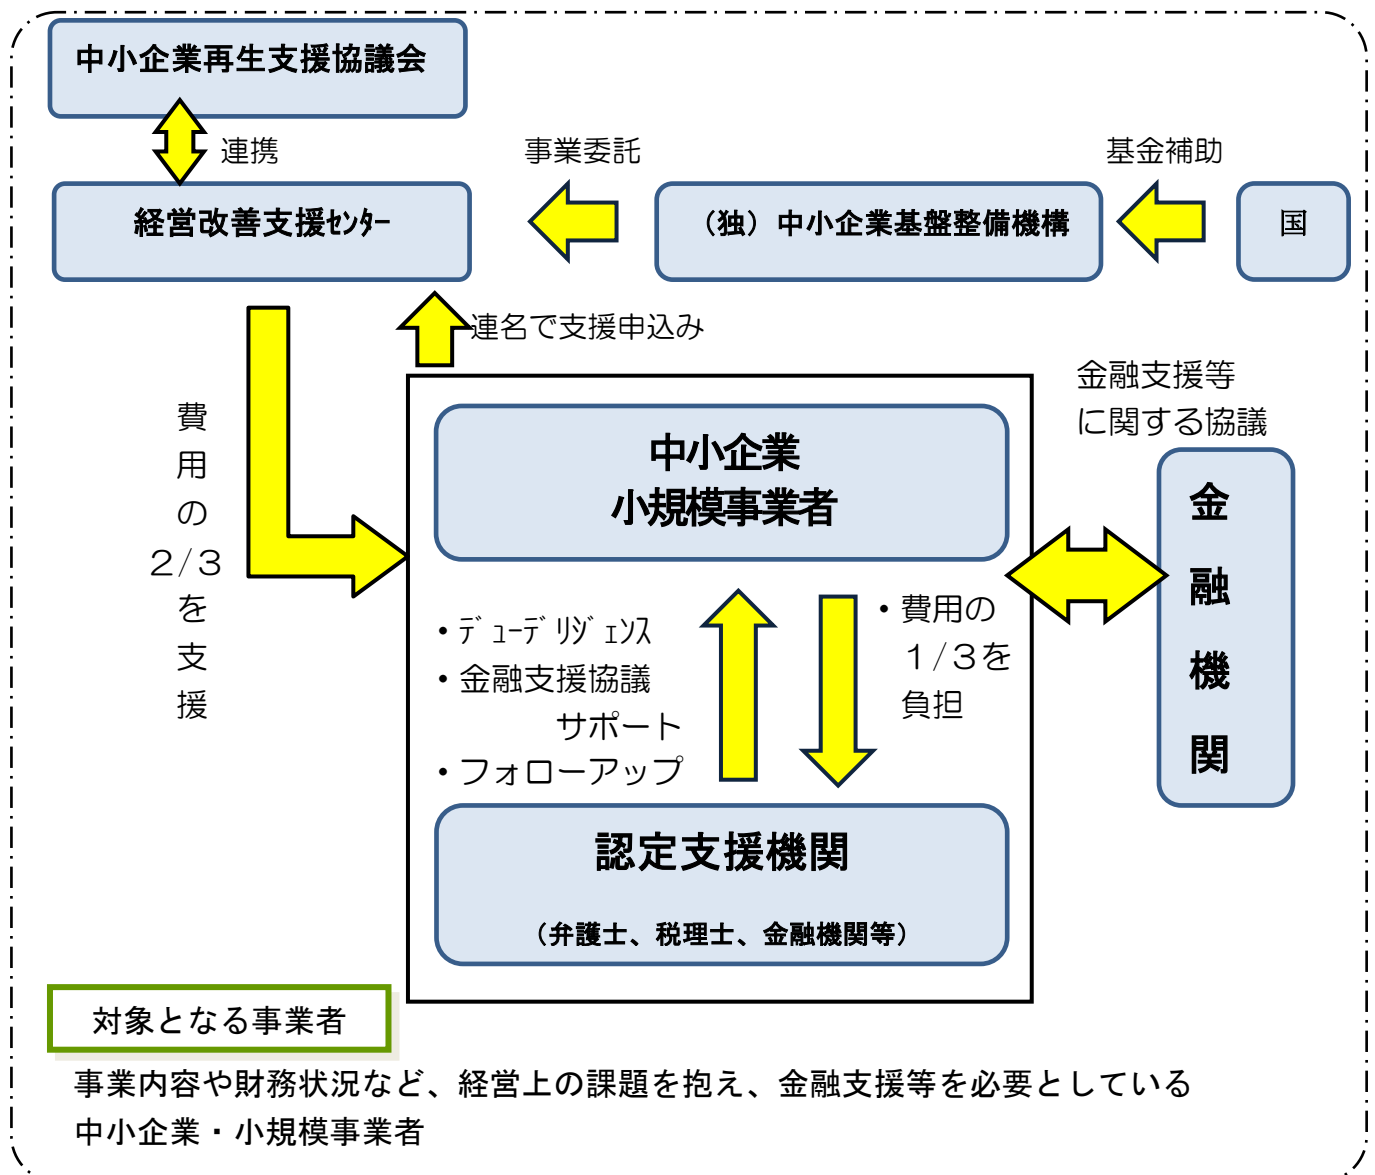 中小企業再生支援協議会
連携
事業委託
基金補助
経営改善支援ｾﾝﾀｰ
（独）中小企業基盤整備機構
国
連名で支援申込み
費用の２/３を支援
中小企業
小規模事業者
金融支援等
に関する協議
金融機関
・ﾃﾞｭｰﾃﾞﾘｼﾞｪﾝｽ
・金融支援協議
サポート
・フォローアップ
・費用の
１/３を
負担
認定支援機関
（弁護士、税理士、金融機関等）
対象となる事業者
事業内容や財務状況など、経営上の課題を抱え、金融支援等を必要としている
中小企業・小規模事業者